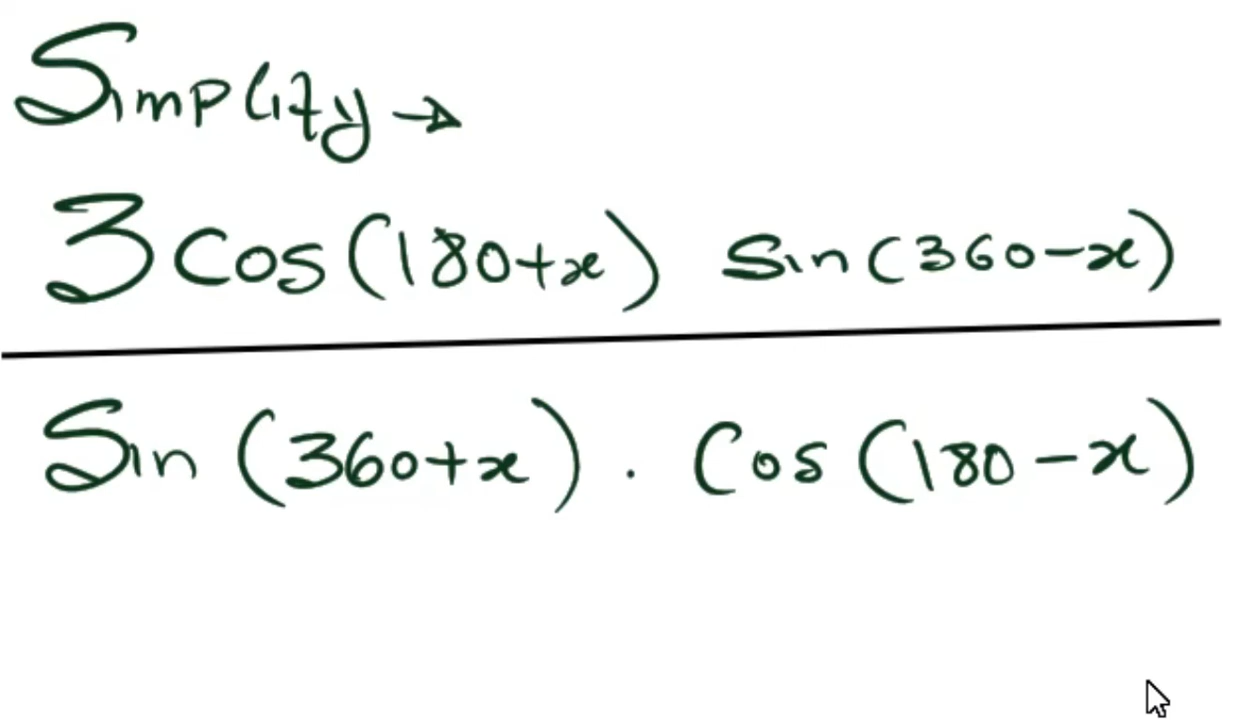 Simplify →
3 Cos (180+x) sin (360-x)
Sin (360+x) . Cos (180-x)